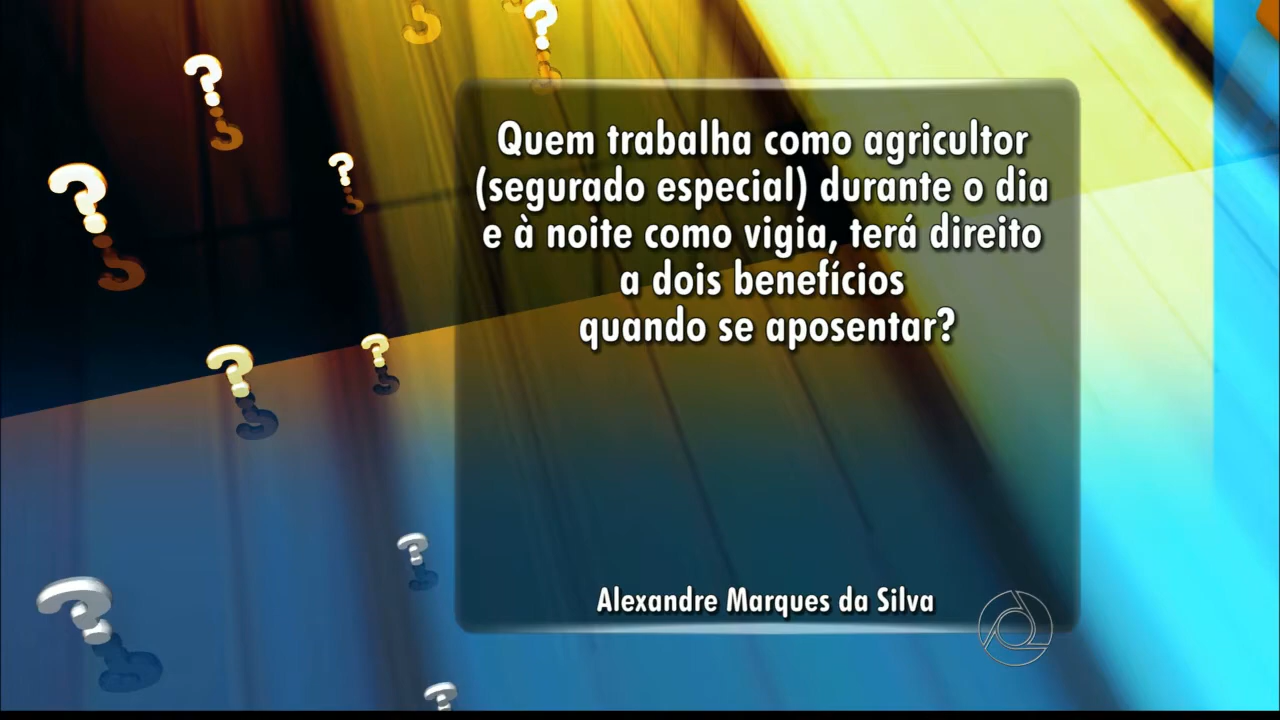 Quem trabalha como agricultor
(segurado especial) durante o dia
e à noite como vigia, terá direito
a dois benefícios
quando se aposentar?
Alexandre Marques da Silva